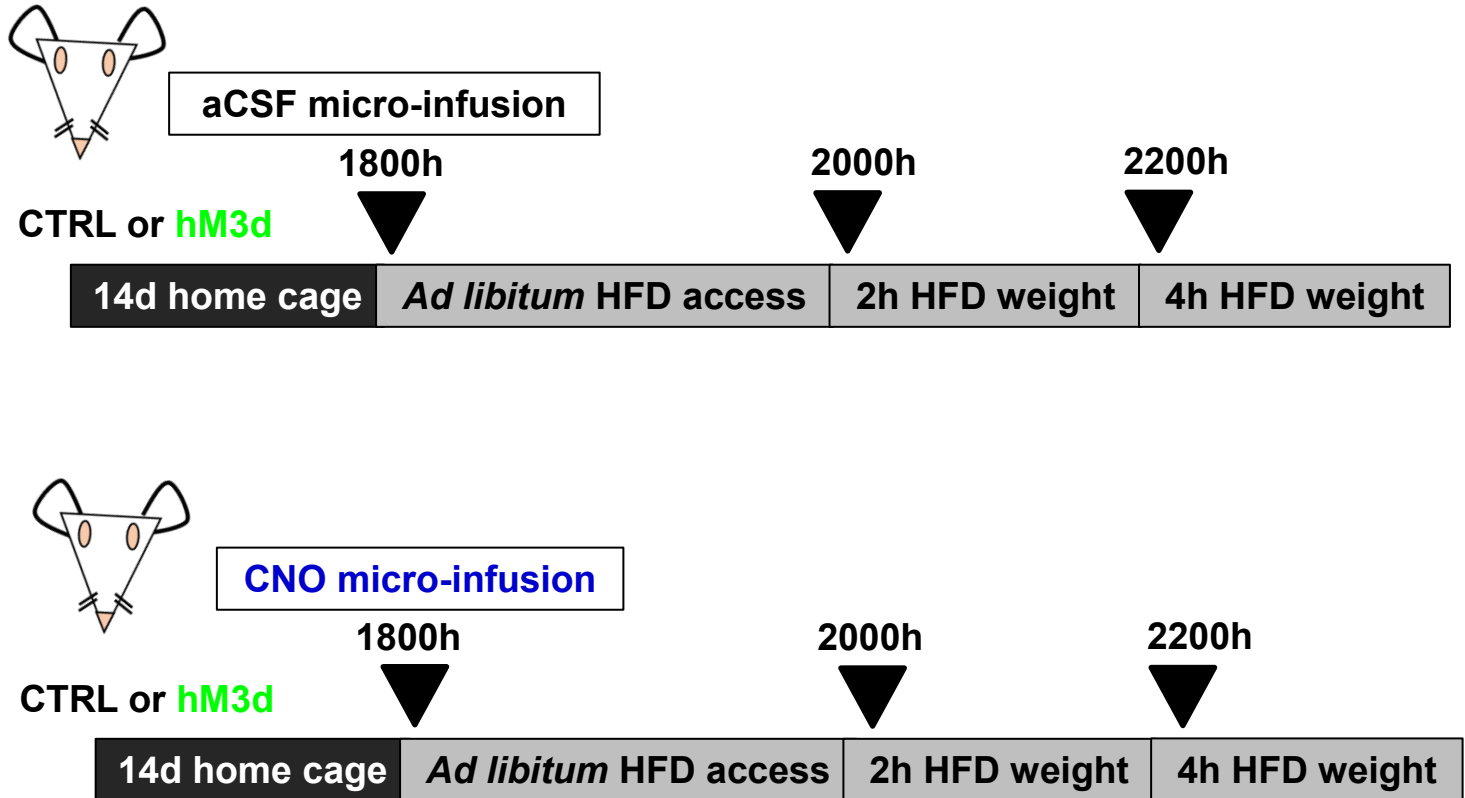 aCSF micro-infusion
1800h 2000h 2200h
CTRL or hM3d
14d home cage Ad libitum HFD access 2h HFD weight 4h HFD weight
CNO micro-infusion
1800h 2000h 2200h
CTRL or hM3d
14d home cage Ad libitum HFD access 2h HFD weight 4h HFD weight